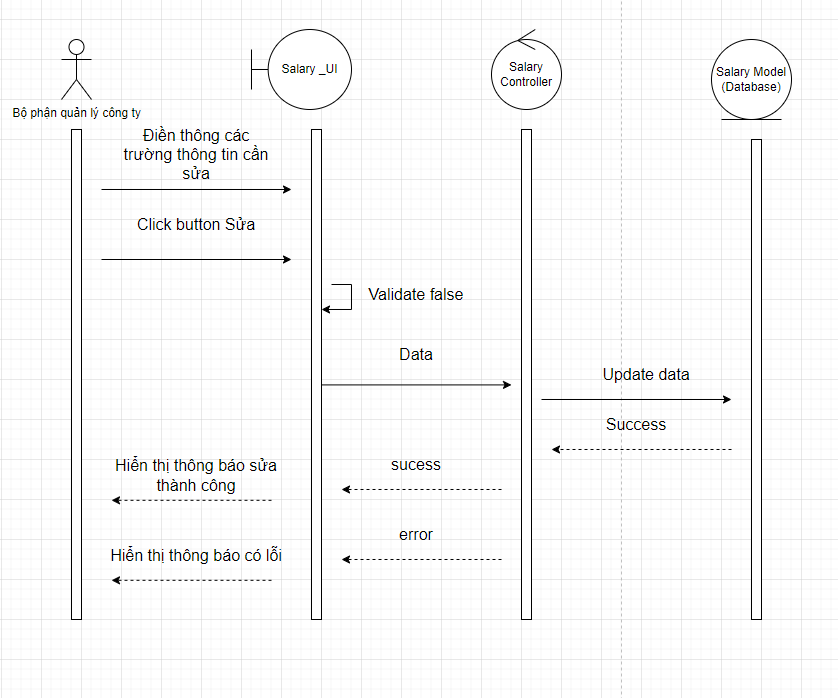 Salary _UI
Salary
Controller
Salary Model
(Database)
Bộ phận quản lý công ty
Điền thông các
trường thông tin cần
sửa
Click button Sửa
Validate false
Data
Update data
Success
sucess
Hiển thị thông báo sửa
thành công
error
Hiển thị thông báo có lỗi